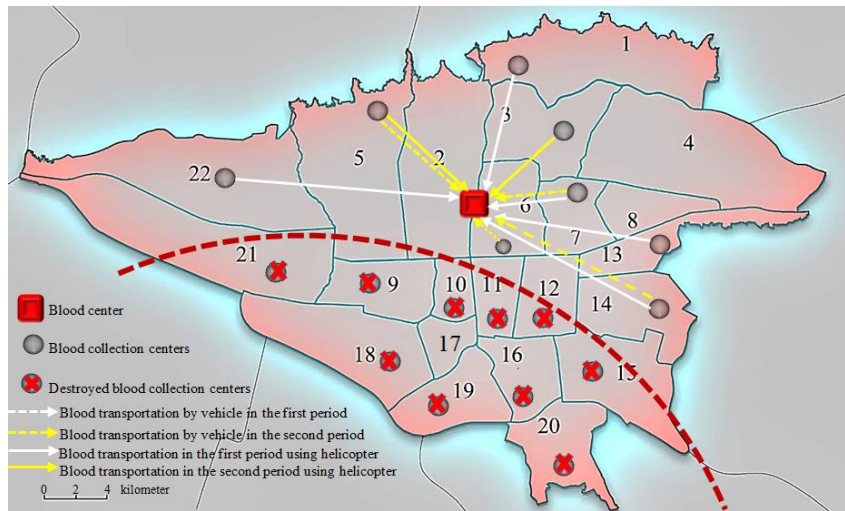 1
3
4
5
2
22
6
8
7
13
21
9
10
11
12
14
Blood center
Blood collection centers
17
16
18
15
Destroyed blood collection centers
19
Blood transportation by vehicle in the first period
20
Blood transportation by vehicle in the second period
Blood transportation in the first period using helicopter
Blood transportation in the second period using helicopter
0 2 4 kilometer